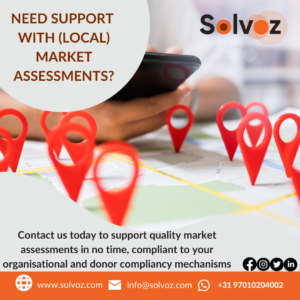 NEED SUPPORT
WITH (LOCAL)
MARKET
ASSESSMENTS?
Solvoz
Contact us today to support quality market
assessments in no time, compliant to your
organisational and donor compliancy mechanisms
www.solvoz.com info@solvoz.com +31 97010204002